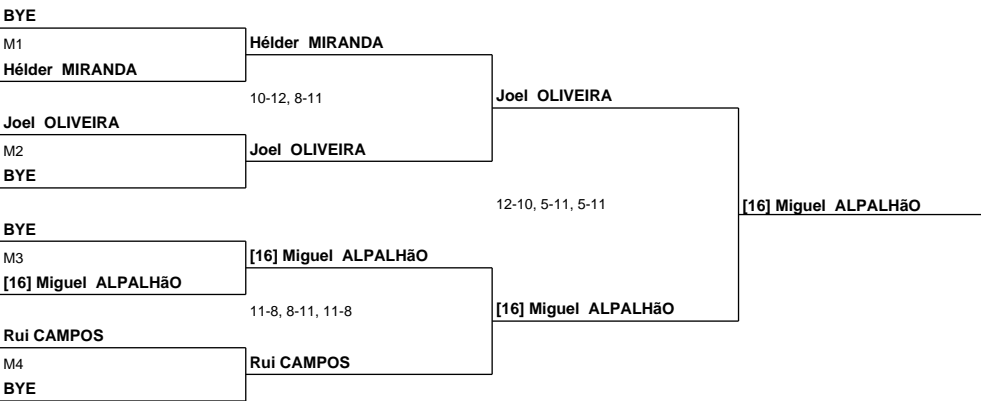 BYE
M1
Hélder MIRANDA
Hélder MIRANDA
10-12, 8-11
Joel OLIVEIRA
Joel OLIVEIRA
M2
Joel OLIVEIRA
BYE
12-10, 5-11, 5-11
[16] Miguel ALPALHãO
BYE
M3
[16] Miguel ALPALHãO
[16] Miguel ALPALHãO
11-8, 8-11, 11-8
[16] Miguel ALPALHãO
Rui CAMPOS
M4
Rui CAMPOS
BYE